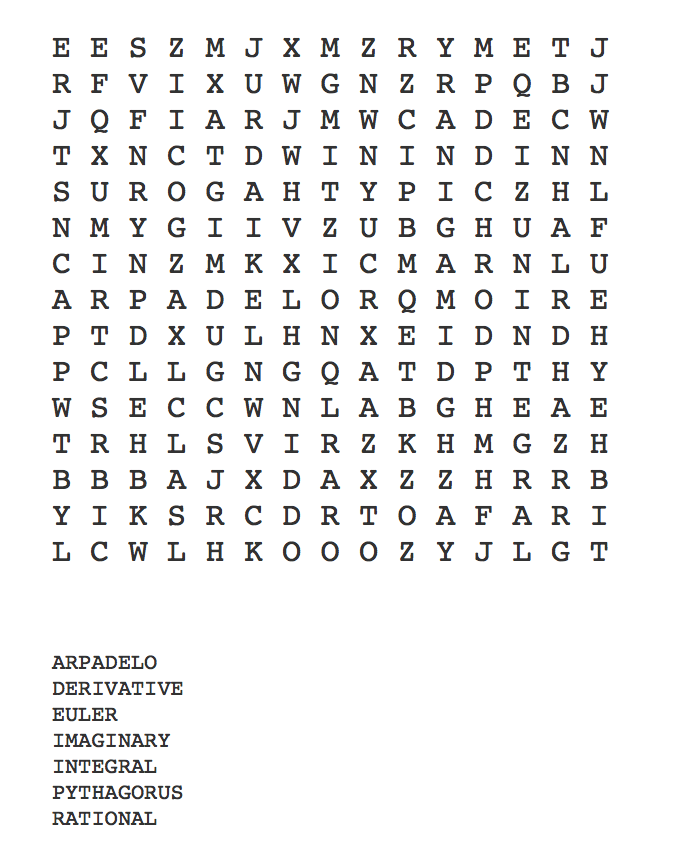 E E S Z M J X M Z R Y M E T J
R F V I X U W G N Z R P Q B J
J Q F I A R J M W C A D E C W
T X N C T D W I N I N D I N N
S U R O G A H T Y P I C Z H L
N M Y G I I V Z U B G H U A F
C I N Z M K X I C M A R N L U
A R P A D E L O R Q M O I R E
P T D X U L H N X E I D N D H
P C L L G N G Q A T D P T H Y
W S E C C W N L A B G H E A E
T R H L S V I R Z K H M G Z H
B B B A J X D A X Z Z H R R B
Y I K S R C D R T O A F A R I
L C W L H K O O O Z Y J L G T
ARPADELO
DERIVATIVE
EULER
IMAGINARY
INTEGRAL
PYTHAGORUS
RATIONAL